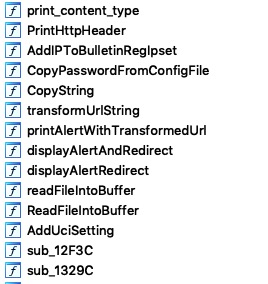 print_content_type
PrintHttpHeader
AddIPToBulletinRegIpset
CopyPasswordFromConfigFile
CopyString
transformUrlString
printAlertWithTransformedUrl
displayAlertAndRedirect
displayAlertRedirect
readFileIntoBuffer
ReadFileIntoBuffer
AddUciSetting
sub_12F3C
sub_1329C